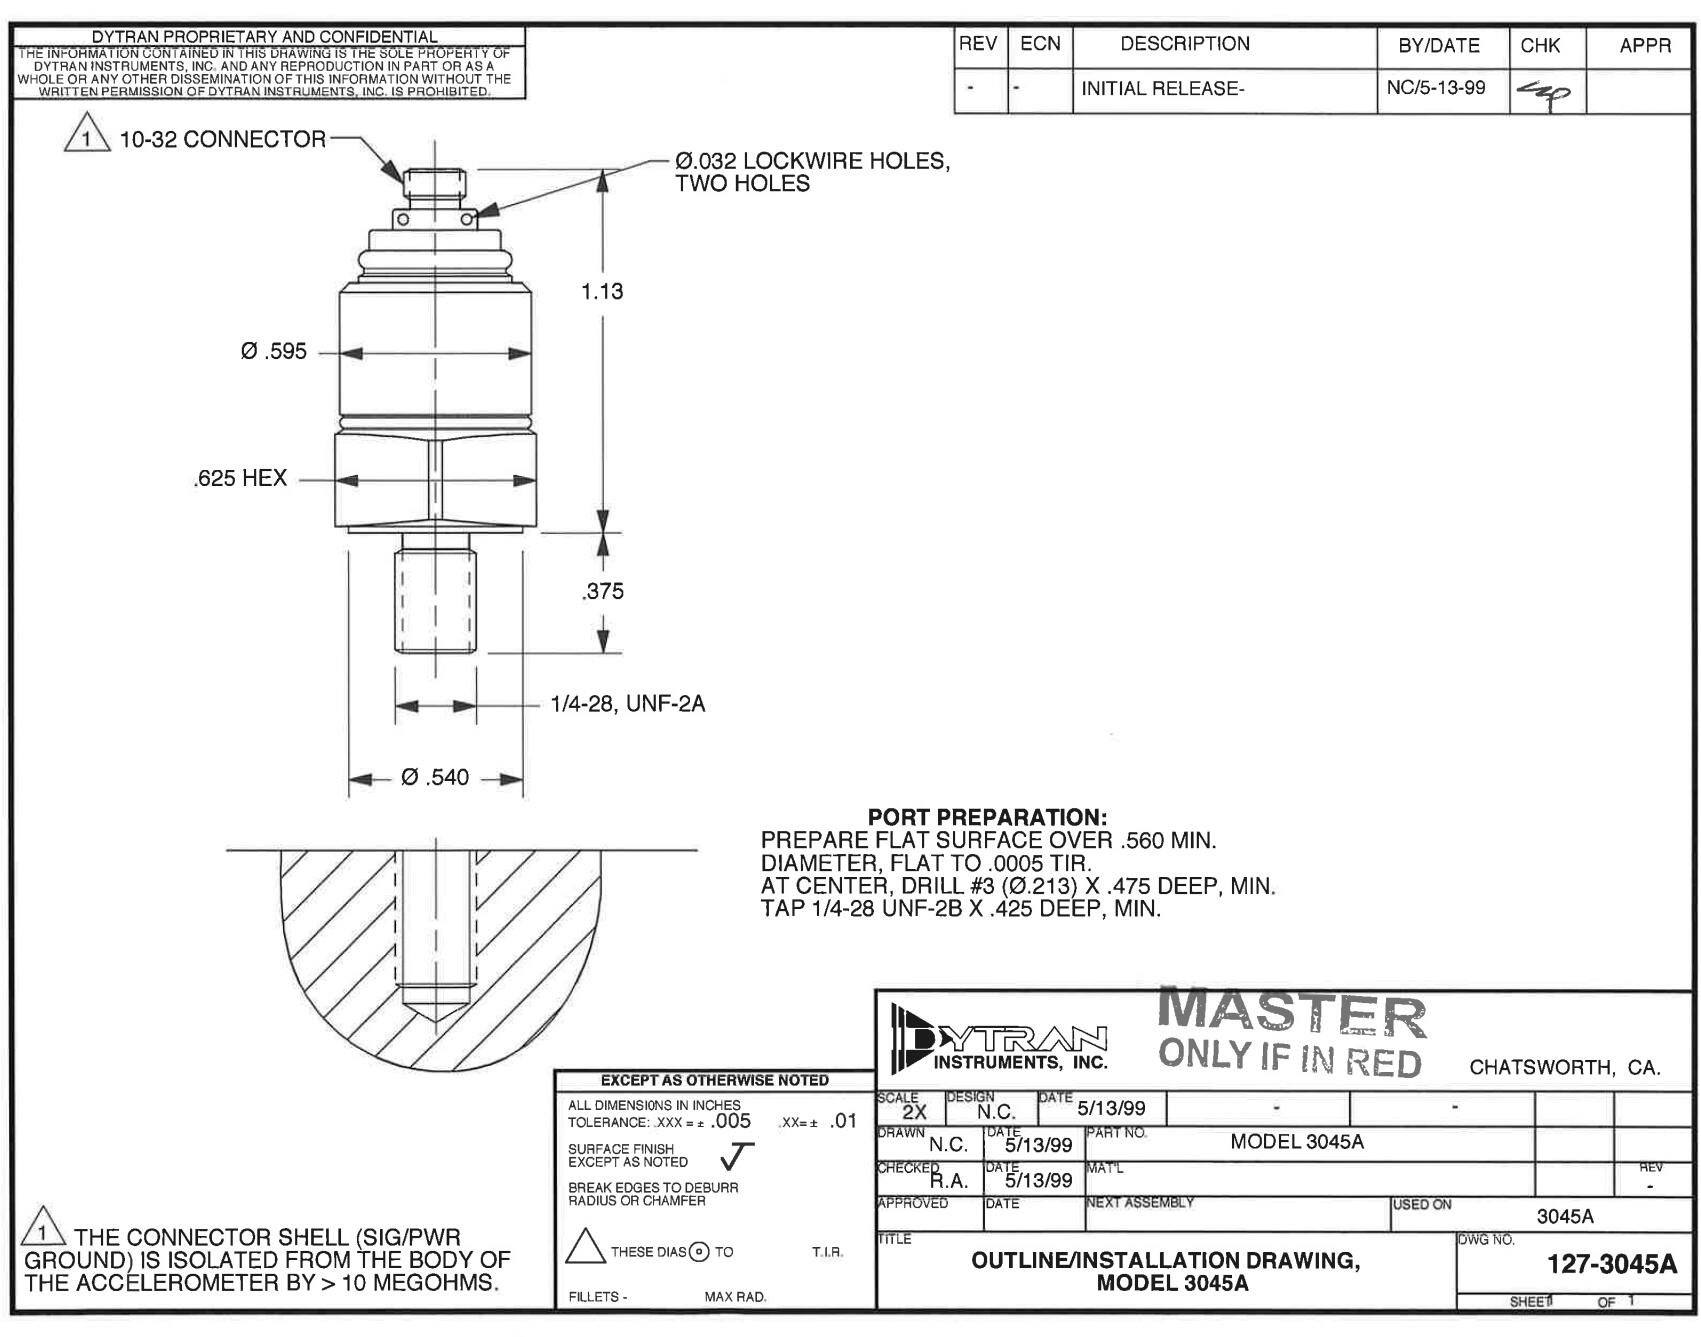 DYTRAN PROPRIETARY AND CONFIDENTIAL
THE INFORMATION CONTAINED IN THIS DRAWING IS THE SOLE PROPERTY OF
DYTRAN INSTRUMENTS, INC. AND ANY REPRODUCTION IN PART OR AS A
WHOLE OR ANY OTHER DISSEMINATION OF THIS INFORMATION WITHOUT THE
WRITTEN PERMISSION OF DYTRAN INSTRUMENTS, INC. IS PROHIBITED.
REV ECN DESCRIPTION BY/DATE CHK APPR
- - INITIAL RELEASE- NC/5-13-99
1 10-32 CONNECTOR
Ø.032 LOCKWIRE HOLES,
TWO HOLES
1.13
Ø .595
.625 HEX
.375
1/4-28, UNF-2A
Ø .540
PORT PREPARATION:
PREPARE FLAT SURFACE OVER .560 MIN.
DIAMETER, FLAT TO .0005 TIR.
AT CENTER, DRILL #3 (Ø.213) X .475 DEEP, MIN.
TAP 1/4-28 UNF-2B X .425 DEEP, MIN.
1 THE CONNECTOR SHELL (SIG/PWR
GROUND) IS ISOLATED FROM THE BODY OF
THE ACCELEROMETER BY > 10 MEGOHMS.
EXCEPT AS OTHERWISE NOTED
ALL DIMENSIONS IN INCHES
TOLERANCE: .XXX = ± .005 .XX= ± .01
SURFACE FINISH
EXCEPT AS NOTED
BREAK EDGES TO DEBURR
RADIUS OR CHAMFER
THESE DIAS TO T.I.R.
FILLETS - MAX RAD.
DYTRAN
INSTRUMENTS, INC.
MASTER
ONLY IF IN RED
CHATSWORTH, CA.
SCALE 2X DESIGN N.C. DATE 5/13/99 - -
DRAWN N.C. DATE 5/13/99 PART NO. MODEL 3045A
CHECKED R.A. DATE 5/13/99 MAT'L REV -
APPROVED DATE NEXT ASSEMBLY USED ON 3045A
TITLE
OUTLINE/INSTALLATION DRAWING,
MODEL 3045A
DWG NO.
127-3045A
SHEET 1 OF 1